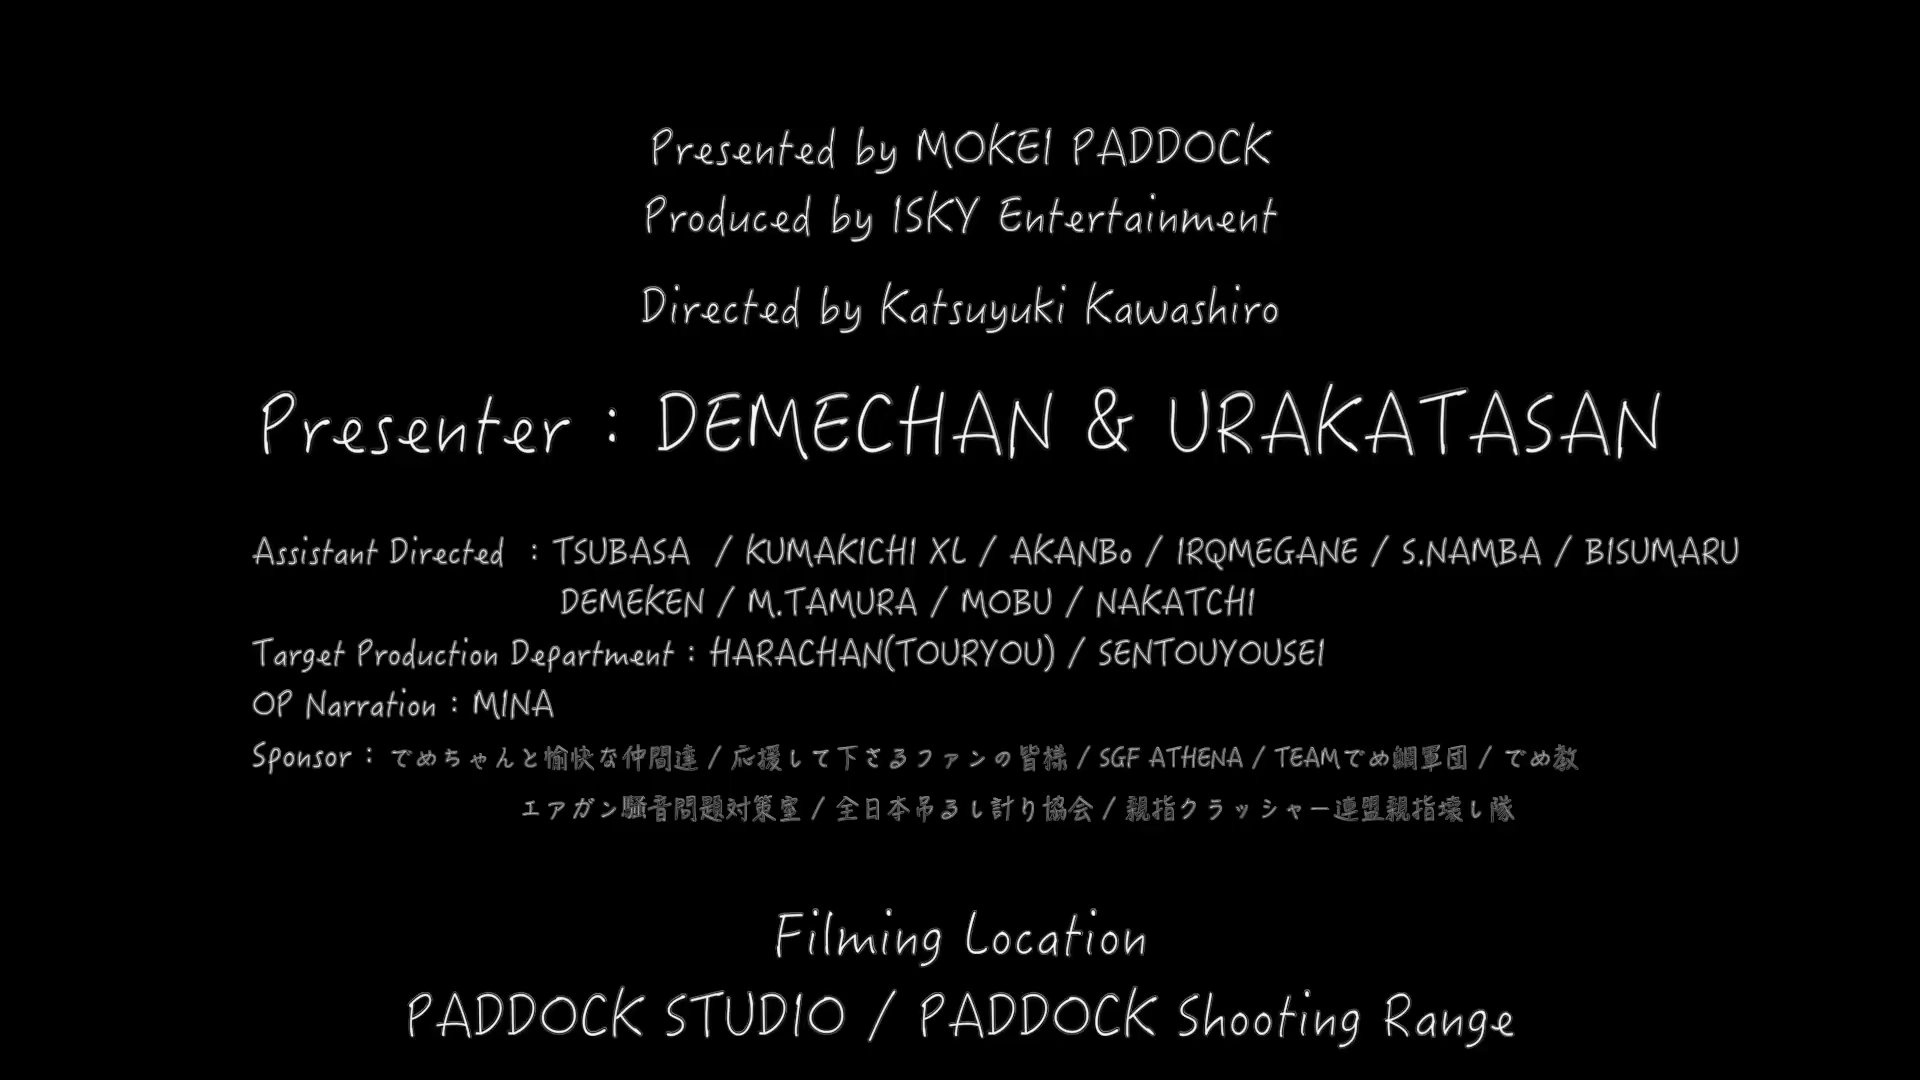 Presented by MOKEI PADDOCK
Produced by ISKY Entertainment
Directed by Katsuyuki Kawashiro
Presenter : DEMECHAN & URAKATASAN
Assistant Directed : TSUBASA / KUMAKICHI XL / AKANBo / IRQMEGANE / S.NAMBA / BISUMARU
DEMEKEN / M.TAMURA / MOBU / NAKATCHI
Target Production Department : HARACHAN(TOURYOU) / SENTOUYOUSEI
OP Narration : MINA
Sponsor : でめちゃんと愉快な仲間達 / 応援して下さるファンの皆様 / SGF ATHENA / TEAMでめ鯛軍団 / でめ教
エアガン騒音問題対策室 / 全日本吊るし計り協会 / 親指クラッシャー連盟親指壊し隊
Filming Location
PADDOCK STUDIO / PADDOCK Shooting Range